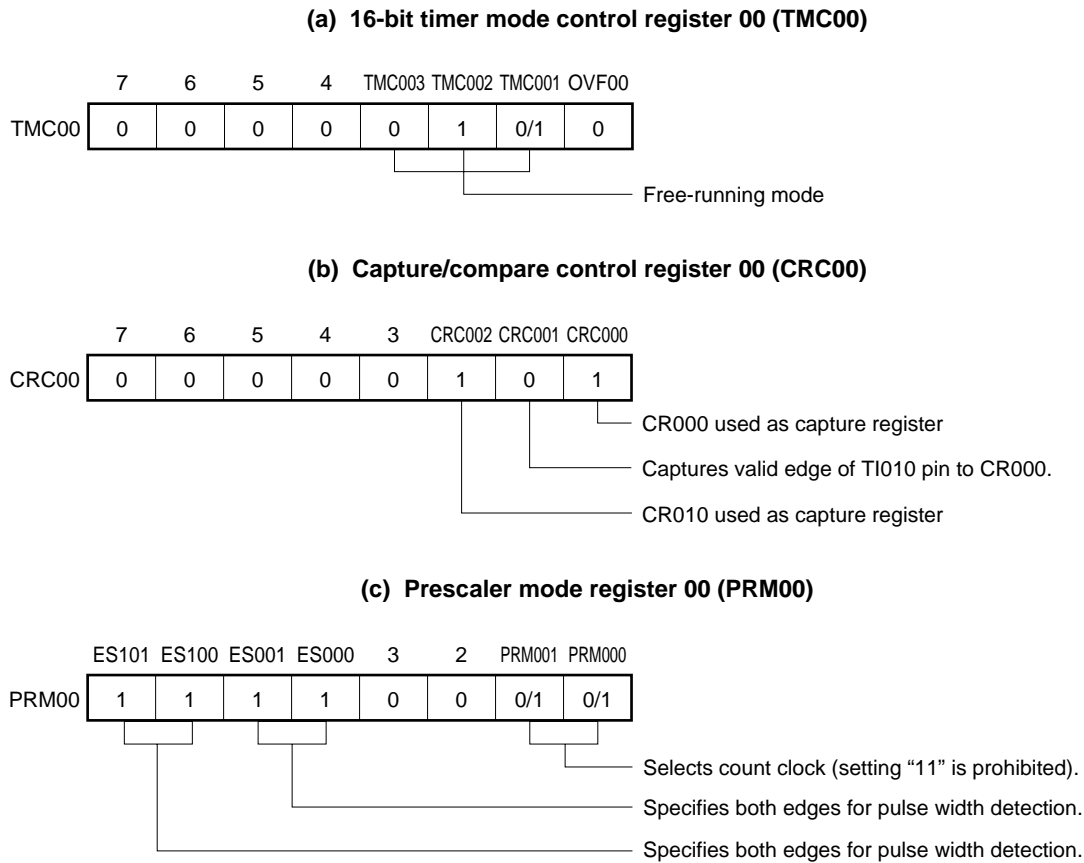 (a) 16-bit timer mode control register 00 (TMC00)
7 6 5 4 TMC003 TMC002 TMC001 OVF00
TMC00 0 0 0 0 0 1 0/1 0
Free-running mode
(b) Capture/compare control register 00 (CRC00)
7 6 5 4 3 CRC002 CRC001 CRC000
CRC00 0 0 0 0 0 1 0 1
CR000 used as capture register
Captures valid edge of TI010 pin to CR000.
CR010 used as capture register
(c) Prescaler mode register 00 (PRM00)
ES101 ES100 ES001 ES000 3 2 PRM001 PRM000
PRM00 1 1 1 1 0 0 0/1 0/1
Selects count clock (setting “11” is prohibited).
Specifies both edges for pulse width detection.
Specifies both edges for pulse width detection.